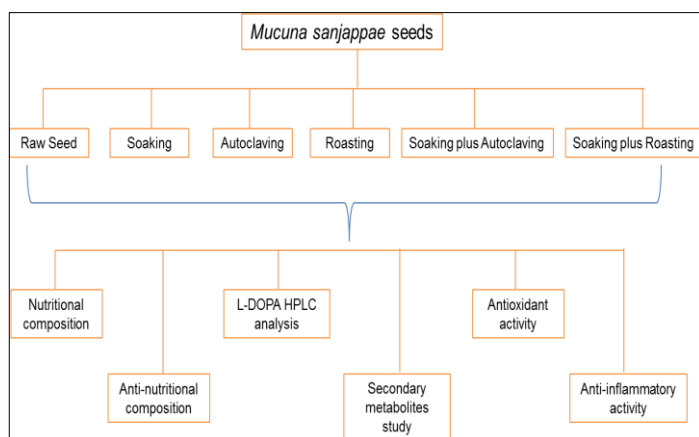 Mucuna sanjappae seeds
Raw Seed
Soaking
Autoclaving
Roasting
Soaking plus Autoclaving
Soaking plus Roasting
Nutritional
composition
L-DOPA HPLC
analysis
Antioxidant
activity
Anti-nutritional
composition
Secondary
metabolites
study
Anti-inflammatory
activity